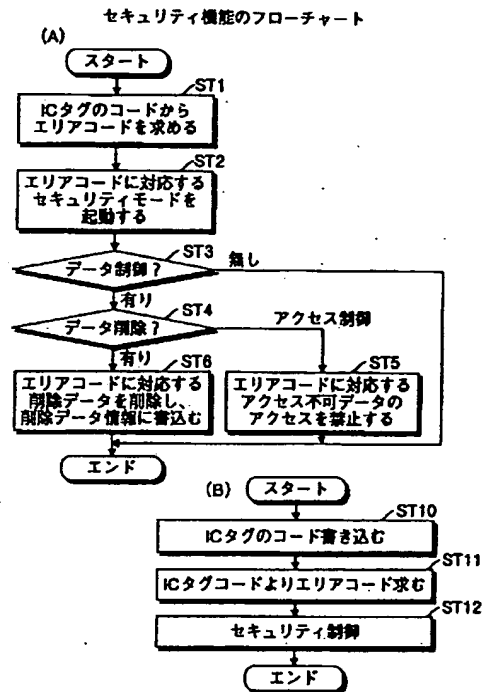 セキュリティ機能のフローチャート
(A)
スタート
ST1
ICタグのコードから
エリアコードを求める
ST2
エリアコードに対応する
セキュリティモードを
起動する
ST3
データ制御?
無し
有り
ST4
データ削除?
アクセス制御
有り
ST6
エリアコードに対応する
削除データを削除し、
削除データ情報に書込む
ST5
エリアコードに対応する
アクセス不可データの
アクセスを禁止する
エンド
(B)
スタート
ST10
ICタグのコード書き込む
ST11
ICタグコードよりエリアコード求む
ST12
セキュリティ制御
エンド